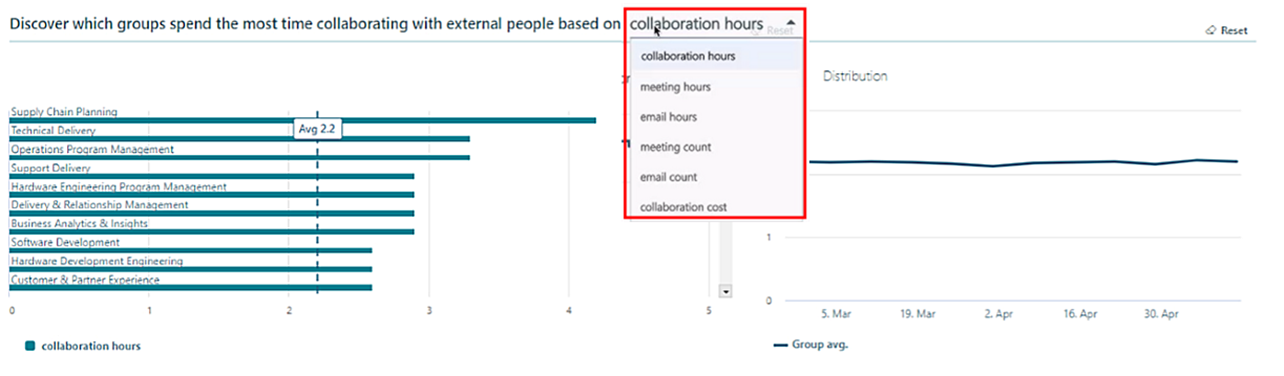 Discover which groups spend the most time collaborating with external people based on collaboration hours
Reset
Reset
collaboration hours
meeting hours
email hours
meeting count
email count
collaboration cost
Distribution
Supply Chain Planning
Technical Delivery
Avg 2.2
Operations Program Management
Support Delivery
Hardware Engineering Program Management
Delivery & Relationship Management
Business Analytics & Insights
Software Development
Hardware Development Engineering
Customer & Partner Experience
0 1 2 3 4 5
collaboration hours
1
0
5. Mar 19. Mar 2. Apr 16. Apr 30. Apr
Group avg.